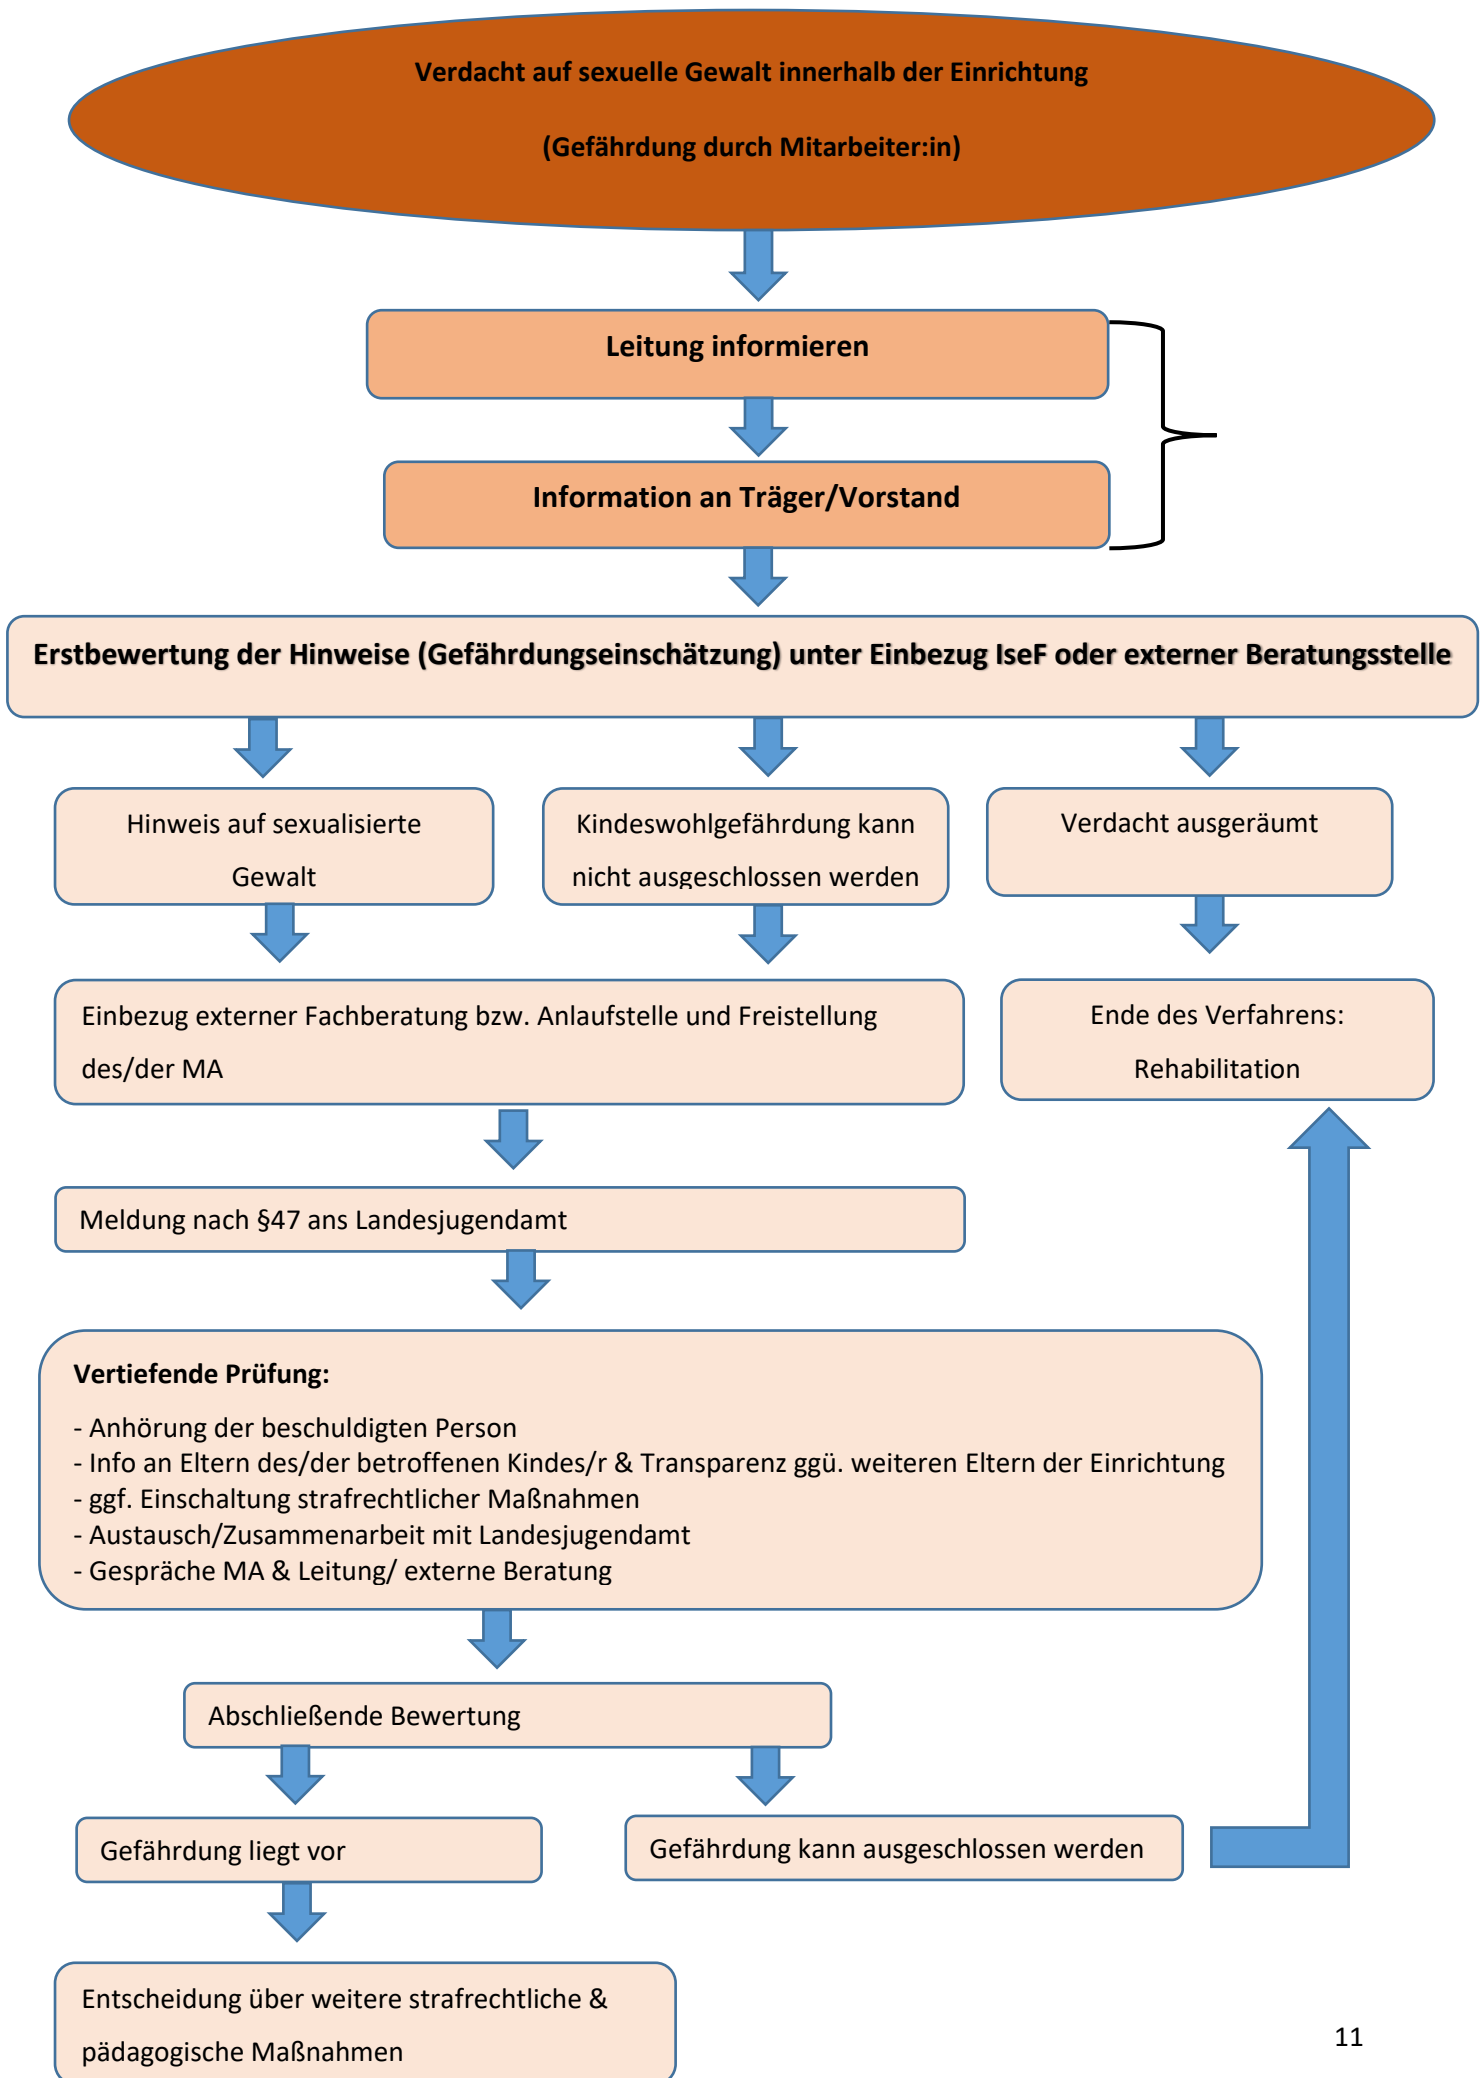 Verdacht auf sexuelle Gewalt innerhalb der Einrichtung
(Gefährdung durch Mitarbeiter:in)
Leitung informieren
Information an Träger/Vorstand
Erstbewertung der Hinweise (Gefährdungseinschätzung) unter Einbezug IseF oder externer Beratungsstelle
Hinweis auf sexualisierte
Gewalt
Kindeswohlgefährdung kann
nicht ausgeschlossen werden
Verdacht ausgeräumt
Einbezug externer Fachberatung bzw. Anlaufstelle und Freistellung
des/der MA
Ende des Verfahrens:
Rehabilitation
Meldung nach §47 ans Landesjugendamt
Vertiefende Prüfung:
- Anhörung der beschuldigten Person
- Info an Eltern des/der betroffenen Kindes/r & Transparenz ggü. weiteren Eltern der Einrichtung
- ggf. Einschaltung strafrechtlicher Maßnahmen
- Austausch/Zusammenarbeit mit Landesjugendamt
- Gespräche MA & Leitung/ externe Beratung
Abschließende Bewertung
Gefährdung liegt vor
Gefährdung kann ausgeschlossen werden
Entscheidung über weitere strafrechtliche &
pädagogische Maßnahmen
11